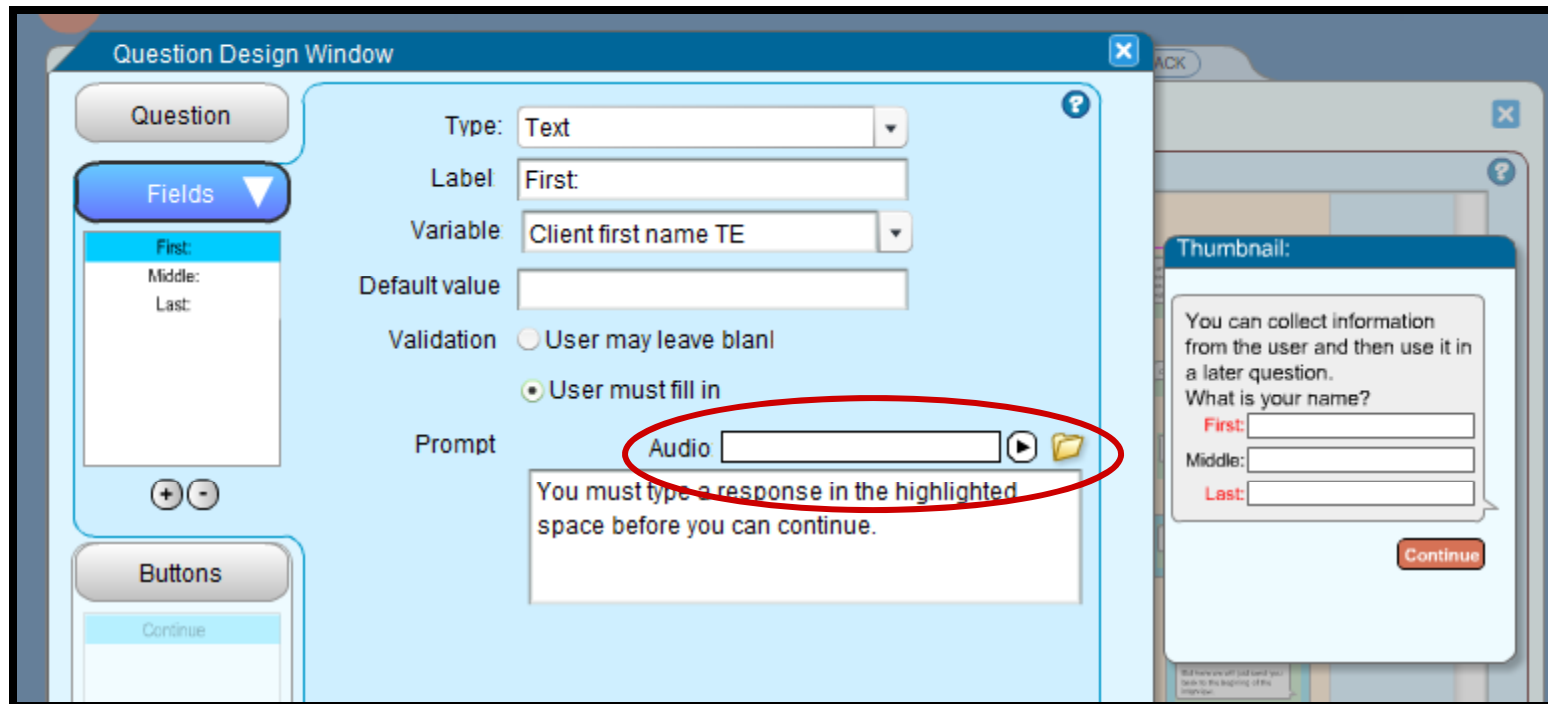 Question Design Window
ACK
Question
Type:
Text
Fields
Label
First:
Variable
Client first name TE
First:
Middle:
Last:
Default value
Validation
User may leave blanl
User must fill in
Prompt
Audio
You must type a response in the highlighted
space before you can continue.
Buttons
Continue
Thumbnail:
You can collect information
from the user and then use it in
a later question.
What is your name?
First:
Middle:
Last:
Continue